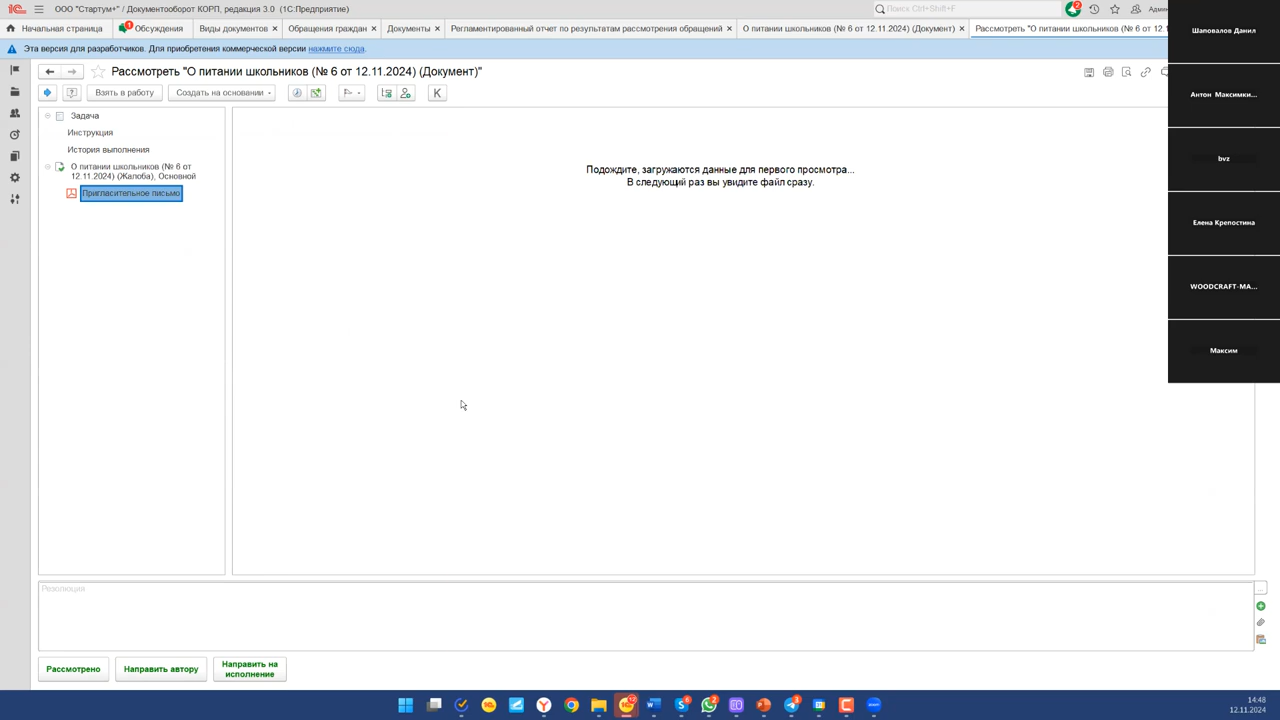 ООО "Стартум+" / Документооборот КОРП, редакция 3.0 (1С:Предприятие)
Поиск Ctrl+Shift+F
2
Начальная страница
1
Обсуждения
Виды документов ×
Обращения граждан ×
Документы ×
Регламентированный отчет по результатам рассмотрения обращений ×
О питании школьников (№ 6 от 12.11.2024) (Документ) ×
Рассмотреть "О питании школьников (№ 6 от 12.1
Эта версия для разработчиков. Для приобретения коммерческой версии нажмите сюда.
Рассмотреть "О питании школьников (№ 6 от 12.11.2024) (Документ)"
Взять в работу
Создать на основании
К
Задача
Инструкция
История выполнения
О питании школьников (№ 6 от
12.11.2024) (Жалоба), Основной
Пригласительное письмо
Подождите, загружаются данные для первого просмотра...
В следующий раз вы увидите файл сразу.
Резолюция
...
Рассмотрено
Направить автору
Направить на
исполнение
Шаповалов Данил
Антон Максимки...
bvz
Елена Крепостина
WOODCRAFT-MA...
Максим
14:48
12.11.2024